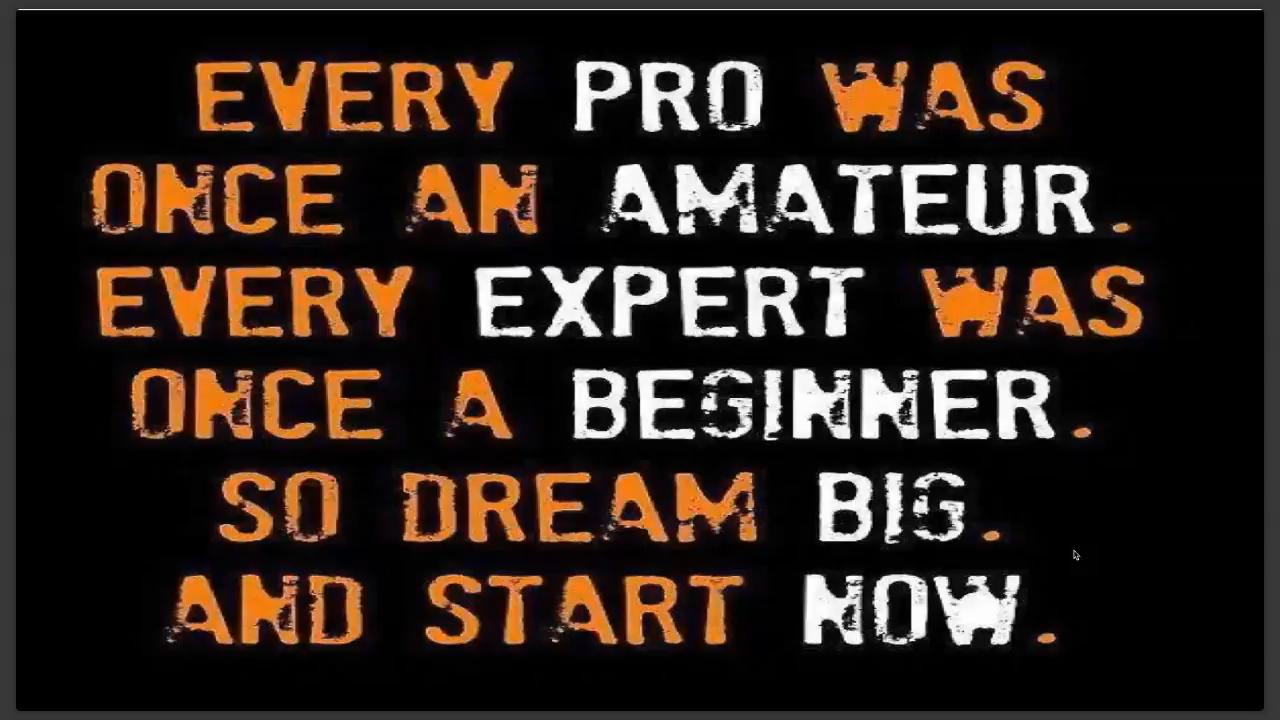 EVERY PRO WAS
ONCE AN AMATEUR.
EVERY EXPERT WAS
ONCE A BEGINNER.
SO DREAM BIG.
AND START NOW.